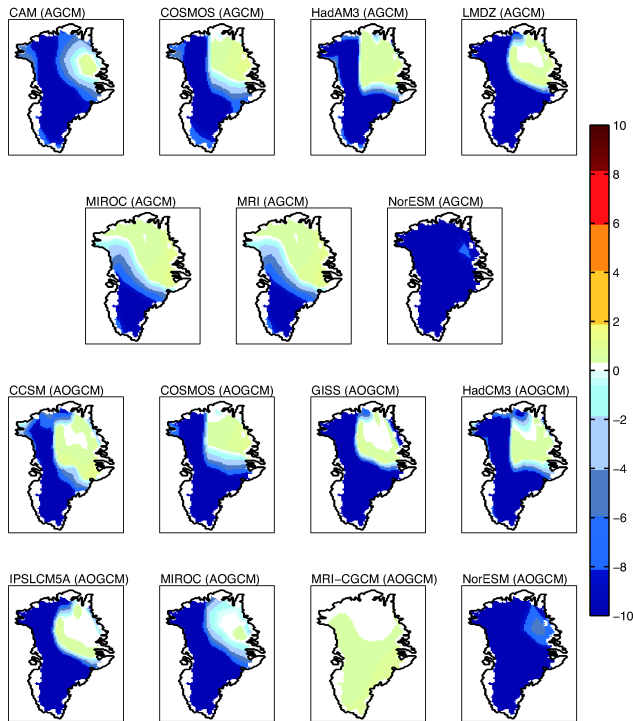 CAM (AGCM)
COSMOS (AGCM)
HadAM3 (AGCM)
LMDZ (AGCM)
MIROC (AGCM)
MRI (AGCM)
NorESM (AGCM)
CCSM (AOGCM)
COSMOS (AOGCM)
GISS (AOGCM)
HadCM3 (AOGCM)
IPSLCM5A (AOGCM)
MIROC (AOGCM)
MRI−CGCM (AOGCM)
NorESM (AOGCM)
10
8
6
4
2
0
−2
−4
−6
−8
−10